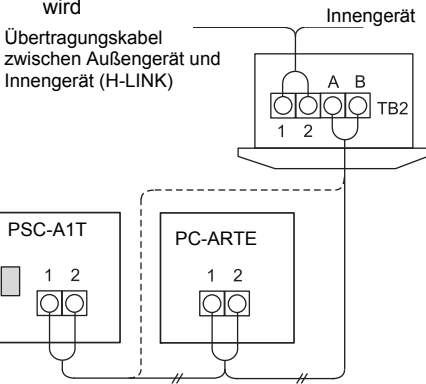 wird
Innengerät
Übertragungskabel
zwischen Außengerät und
Innengerät (H-LINK)
A B
TB2
1 2
PSC-A1T
PC-ARTE
1 2
1 2